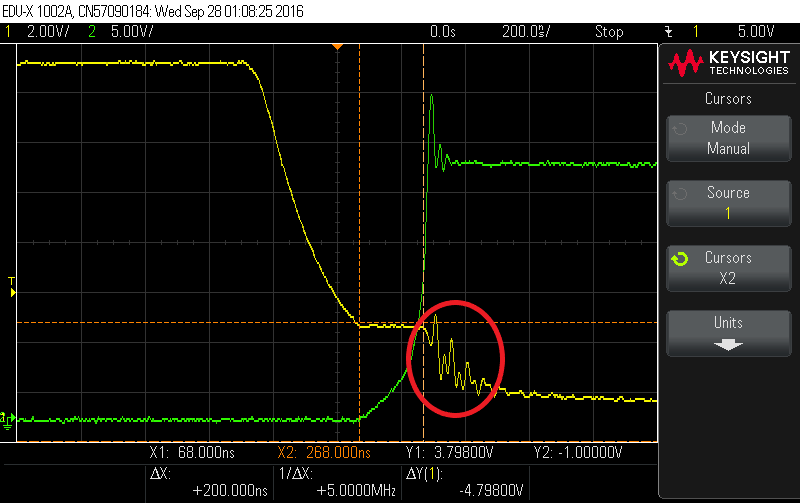 EDU-X 1002A, CN57090184: Wed Sep 28 01:08:25 2016
1 2.00V/ 2 5.00V/ 0.0s 200.0ns/ Stop 1 5.00V
KEYSIGHT
TECHNOLOGIES
Cursors
Mode
Manual
Source
1
Cursors
X2
Units
T
X1: 68.000ns X2: 268.000ns Y1: 3.79800V Y2: -1.00000V
ΔX: 1/ΔX: ΔY(1):
+200.000ns +5.0000MHz -4.79800V